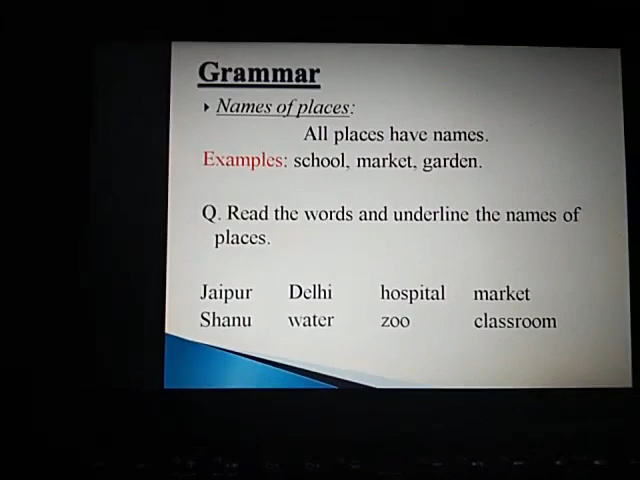 Grammar
Names of places:
All places have names.
Examples: school, market, garden.
Q. Read the words and underline the names of
places.
Jaipur Delhi hospital market
Shanu water zoo classroom